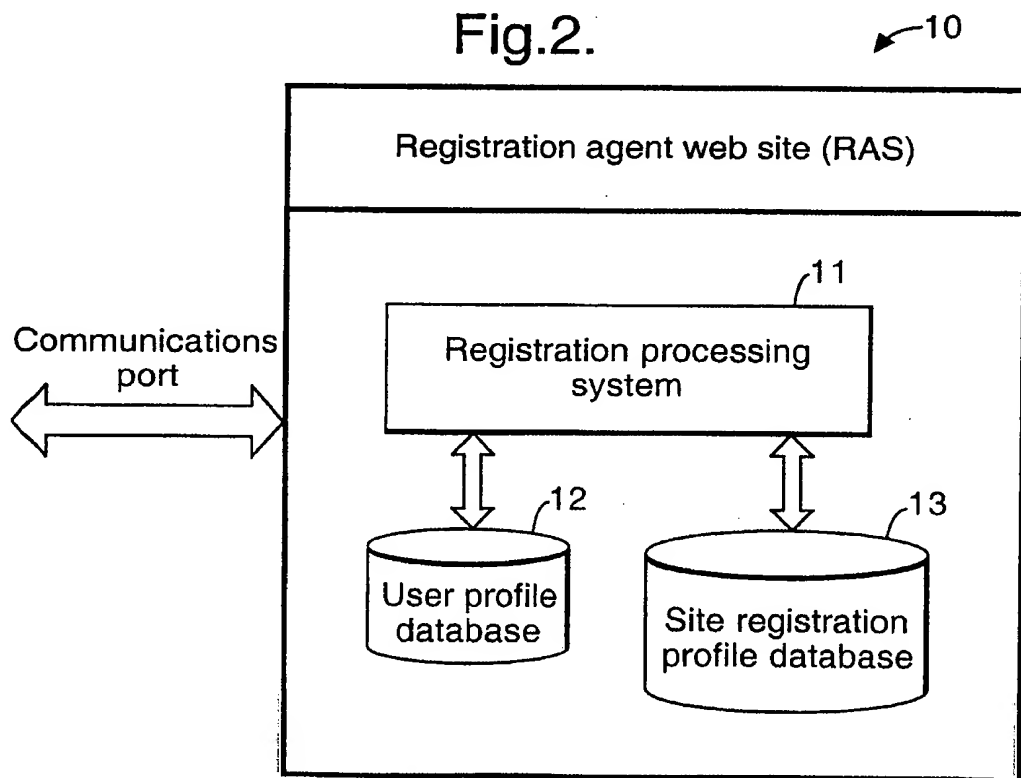 Fig.2.
10
Registration agent web site (RAS)
11
Registration processing
system
Communications
port
12
User profile
database
13
Site registration
profile database